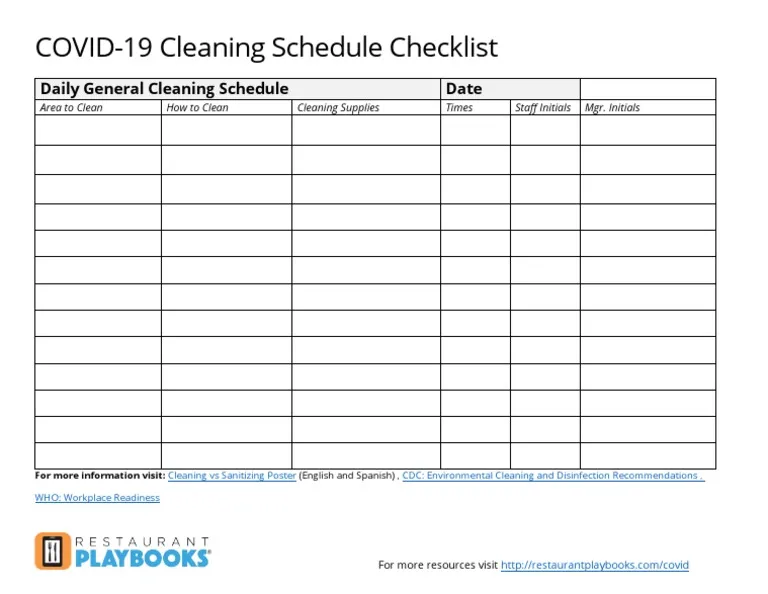 COVID-19 Cleaning Schedule Checklist
Daily General Cleaning Schedule Date
Area to Clean How to Clean Cleaning Supplies Times Staff Initials Mgr. Initials
For more information visit: Cleaning vs Sanitizing Poster (English and Spanish) , CDC: Environmental Cleaning and Disinfection Recommendations ,
WHO: Workplace Readiness
RESTAURANT
PLAYBOOKS®
For more resources visit http://restaurantplaybooks.com/covid